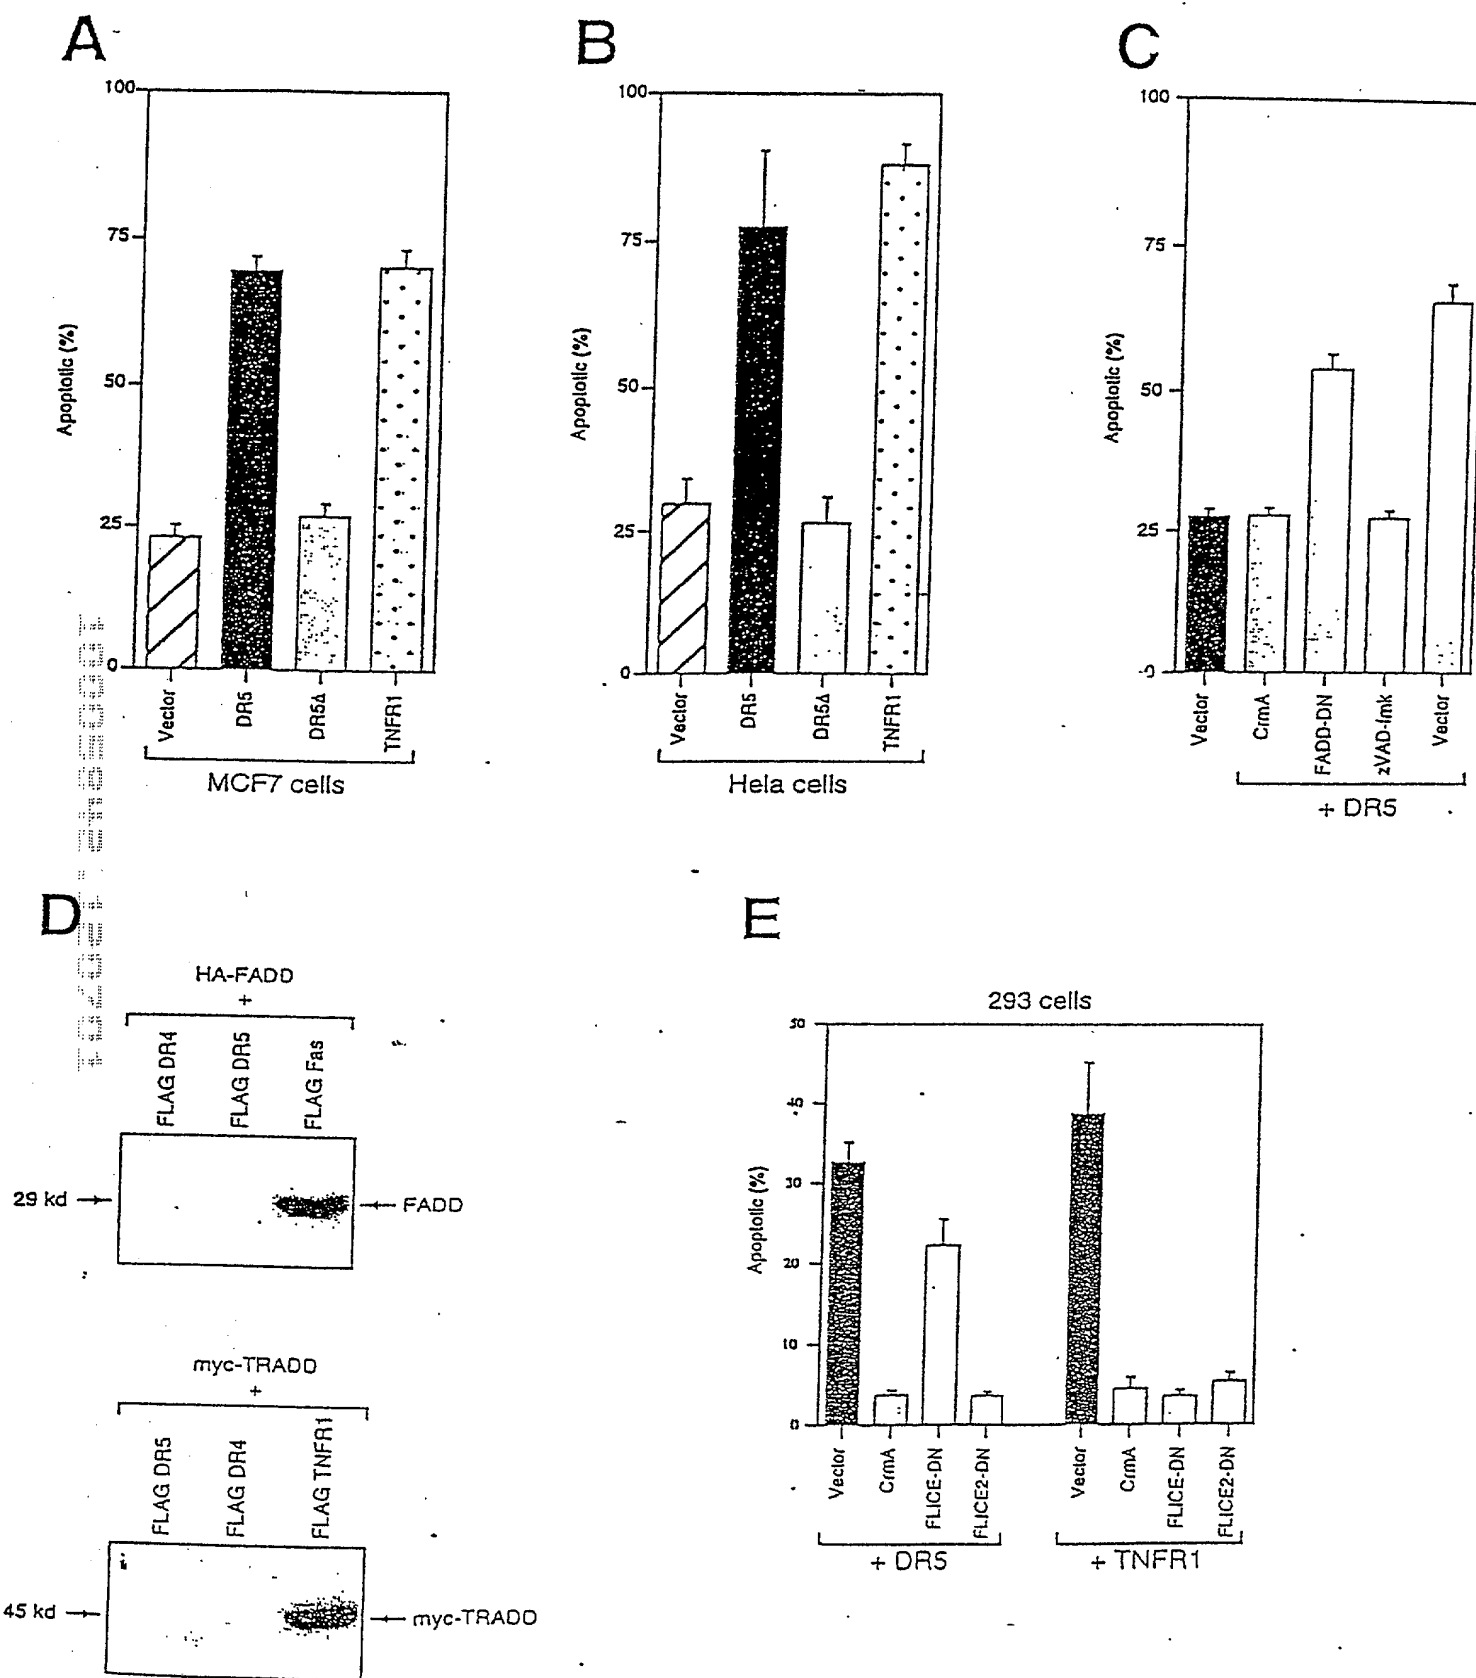 A
100
75
50
25
0
Apoptotic (%)
Vector
DR5
DR5Δ
TNFR1
MCF7 cells
B
100
75
50
25
0
Apoptotic (%)
Vector
DR5
DR5Δ
TNFR1
Hela cells
C
100
75
50
25
-0
Apoptotic (%)
Vector
CrmA
FADD-DN
zVAD-fmk
Vector
+ DR5
D
HA-FADD
+
FLAG DR4
FLAG DR5
FLAG Fas
29 kd
FADD
myc-TRADD
+
FLAG DR5
FLAG DR4
FLAG TNFR1
45 kd
myc-TRADD
E
293 cells
50
40
30
20
10
0
Apoptotic (%)
Vector
CrmA
FLICE-DN
FLICE2-DN
+ DR5
Vector
CrmA
FLICE-DN
FLICE2-DN
+ TNFR1